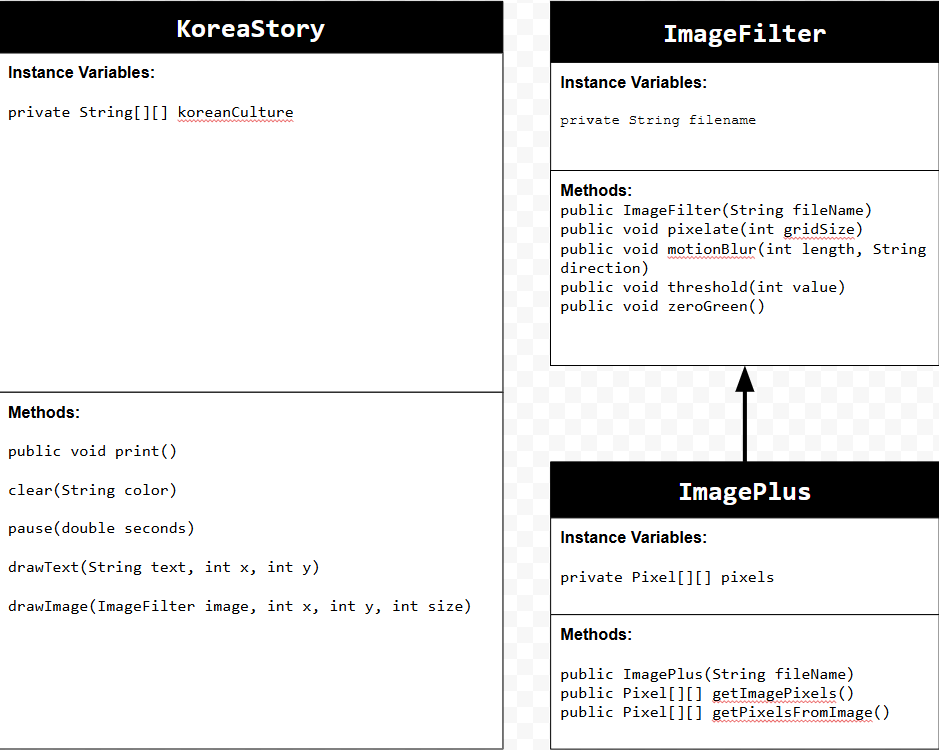 KoreaStory
Instance Variables:
private String[][] koreanCulture
Methods:
public void print()
clear(String color)
pause(double seconds)
drawText(String text, int x, int y)
drawImage(ImageFilter image, int x, int y, int size)
ImageFilter
Instance Variables:
private String filename
Methods:
public ImageFilter(String fileName)
public void pixelate(int gridSize)
public void motionBlur(int length, String
direction)
public void threshold(int value)
public void zeroGreen()
ImagePlus
Instance Variables:
private Pixel[][] pixels
Methods:
public ImagePlus(String fileName)
public Pixel[][] getImagePixels()
public Pixel[][] getPixelsFromImage()